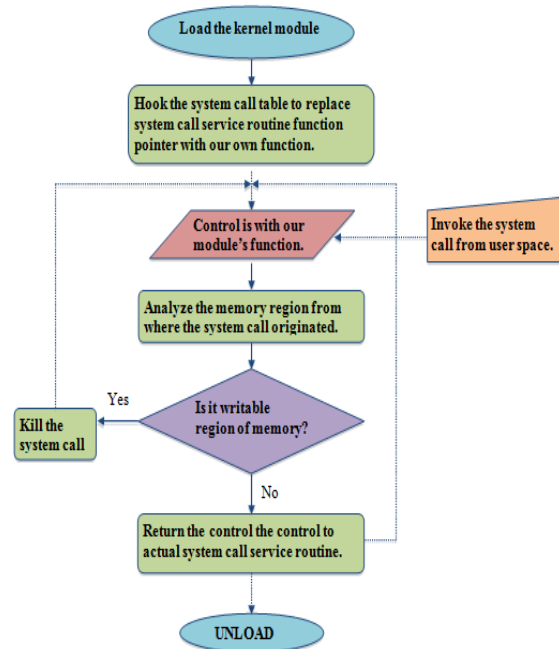 Load the kernel module
Hook the system call table to replace
system call service routine function
pointer with our own function.
Control is with our
module's function.
Invoke the system
call from user space.
Analyze the memory region from
where the system call originated.
Is it writable
region of memory?
Yes
Kill the
system call
No
Return the control the control to
actual system call service routine.
UNLOAD